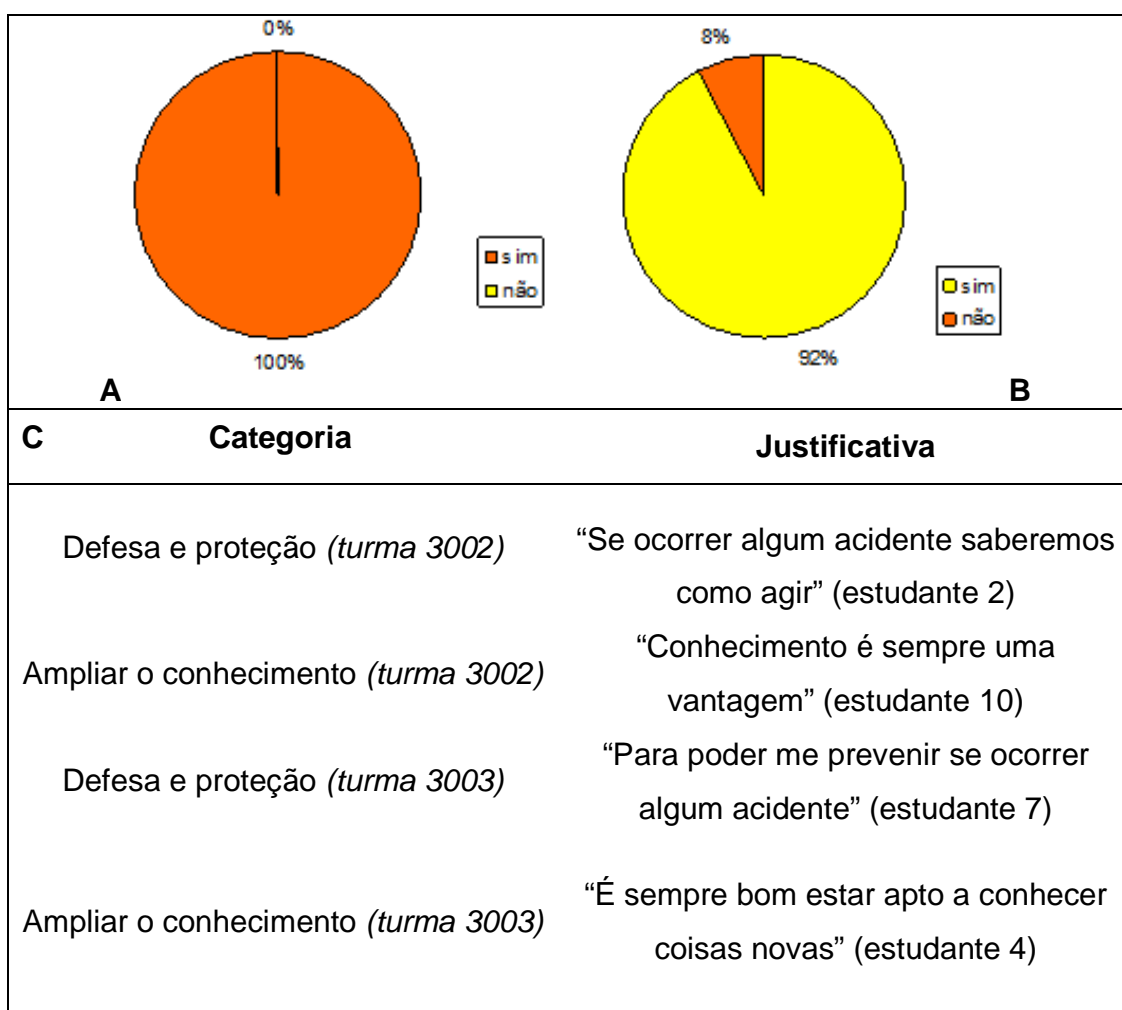 0%
8%
sim
não
sim
não
100%
92%
A
B
C Categoria Justificativa
Defesa e proteção (turma 3002)
“Se ocorrer algum acidente saberemos
como agir” (estudante 2)
Ampliar o conhecimento (turma 3002)
“Conhecimento é sempre uma
vantagem” (estudante 10)
Defesa e proteção (turma 3003)
“Para poder me prevenir se ocorrer
algum acidente” (estudante 7)
Ampliar o conhecimento (turma 3003)
“É sempre bom estar apto a conhecer
coisas novas” (estudante 4)